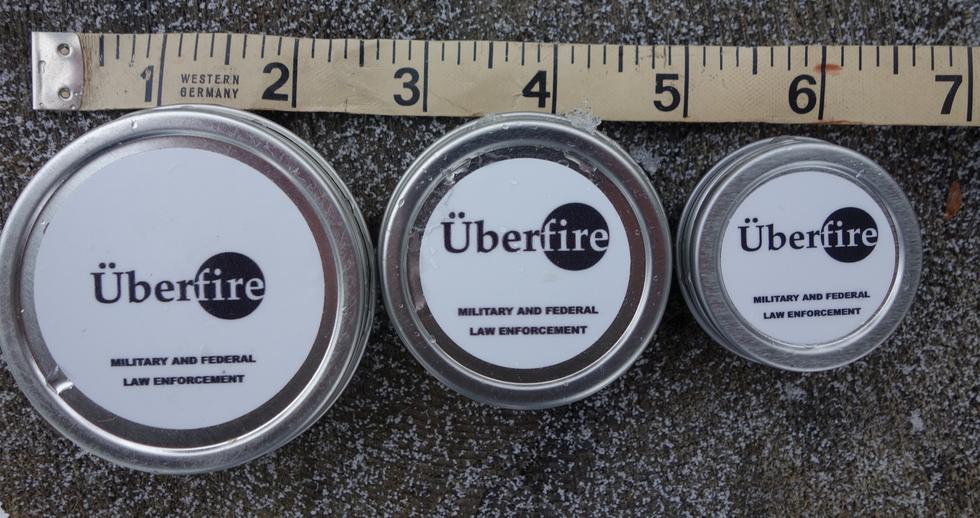 1 2 3 4 5 6 7
WESTERN
GERMANY
Überfire
MILITARY AND FEDERAL
LAW ENFORCEMENT
Überfire
MILITARY AND FEDERAL
LAW ENFORCEMENT
Überfire
MILITARY AND FEDERAL
LAW ENFORCEMENT